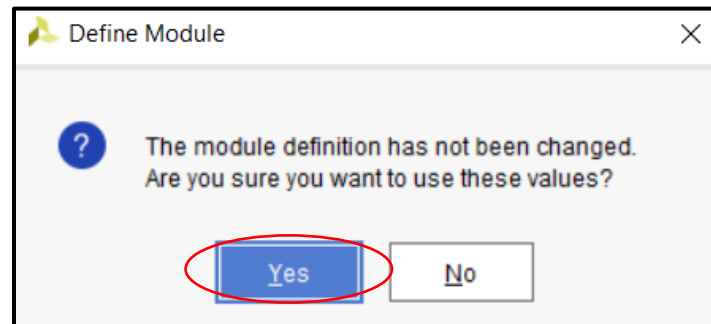 Define Module
?
The module definition has not been changed.
Are you sure you want to use these values?
Yes
No